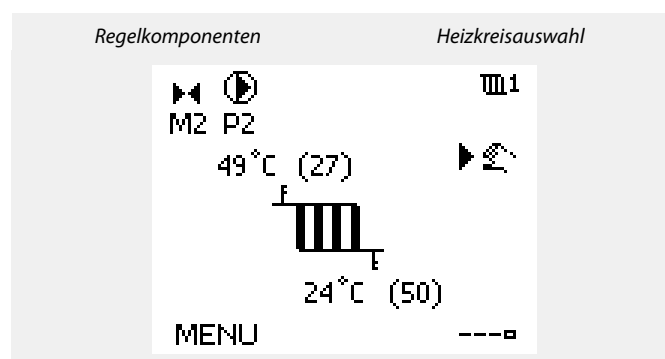 Regelkomponenten Heizkreisauswahl
1
M2 P2
49°C (27)
24°C (50)
MENU